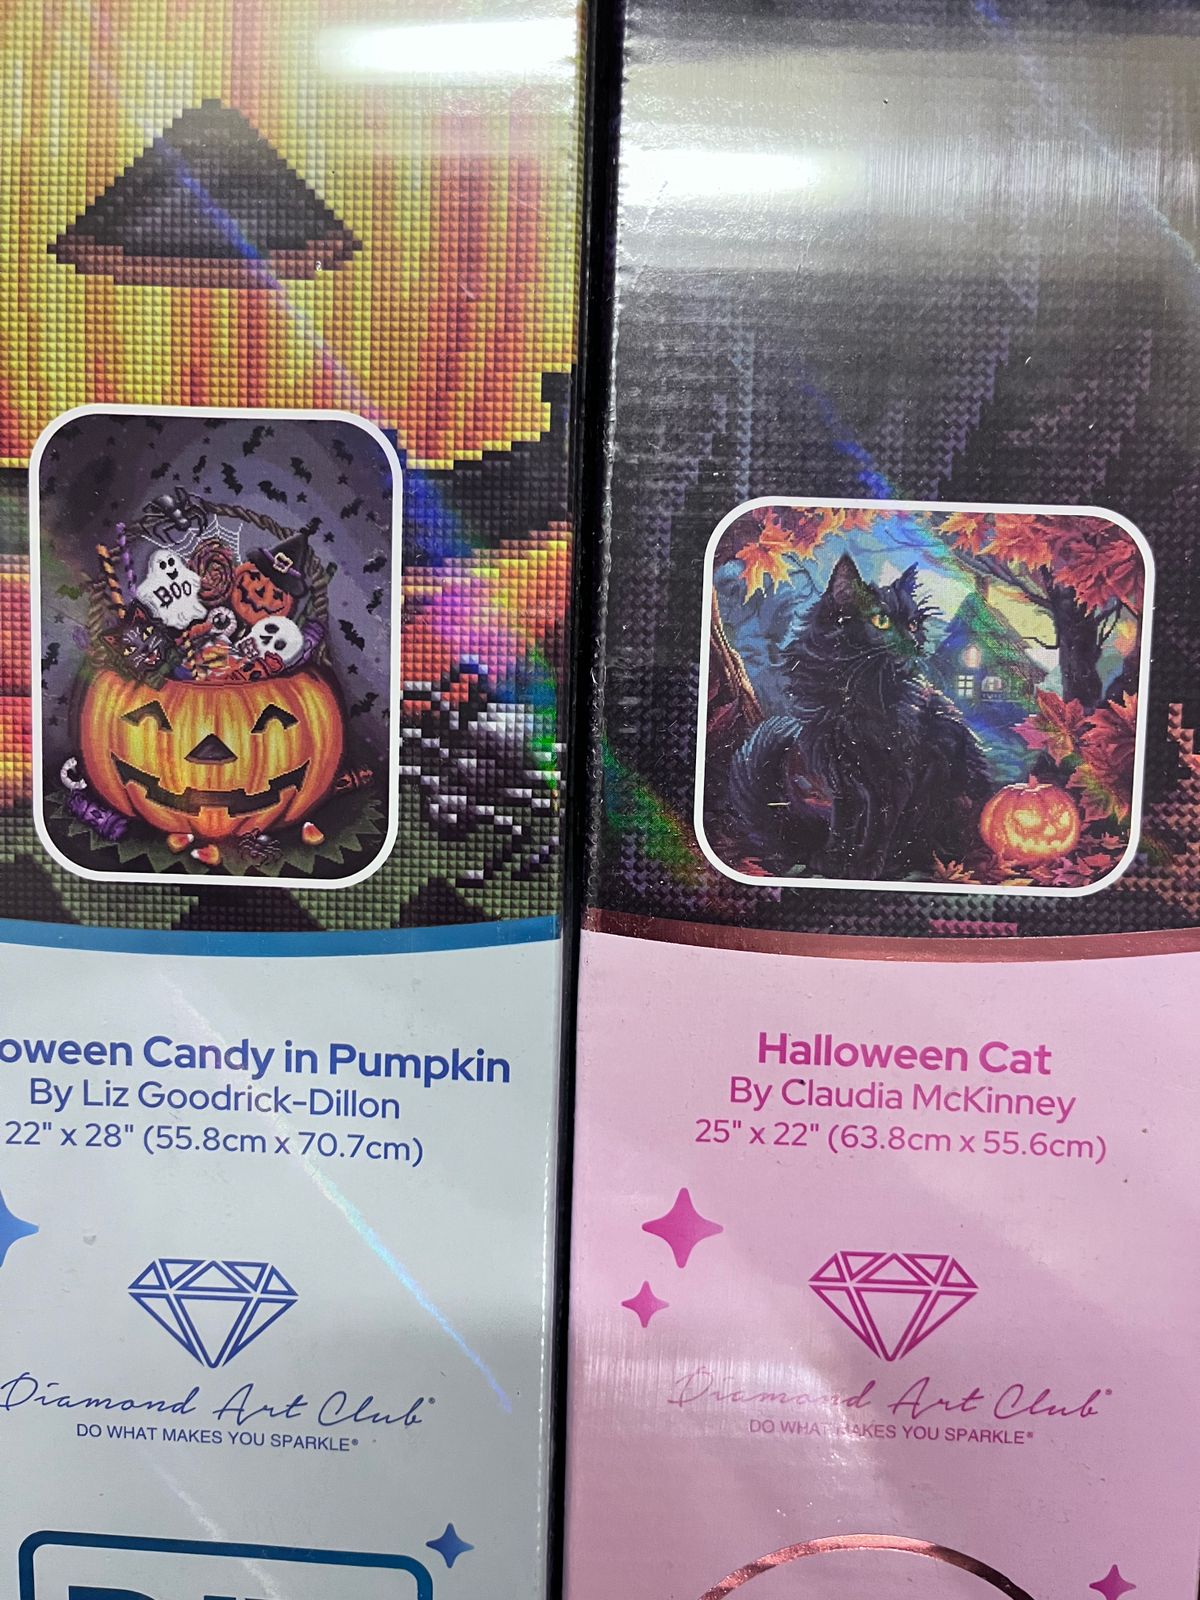 BOO
oween Candy in Pumpkin
By Liz Goodrick-Dillon
22" x 28" (55.8cm x 70.7cm)
Diamond Art Club®
DO WHAT MAKES YOU SPARKLE®
Halloween Cat
By Claudia McKinney
25" x 22" (63.8cm x 55.6cm)
Diamond Art Club®
DO WHAT MAKES YOU SPARKLE®